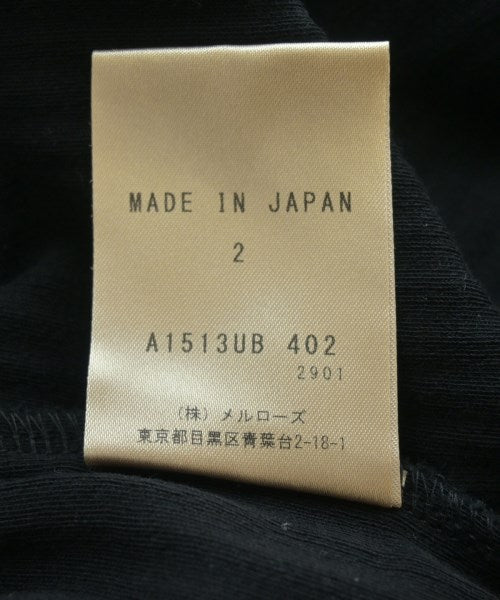 MADE IN JAPAN
2
A1513UB 402
2901
(株) メルローズ
東京都目黒区青葉台2-18-1